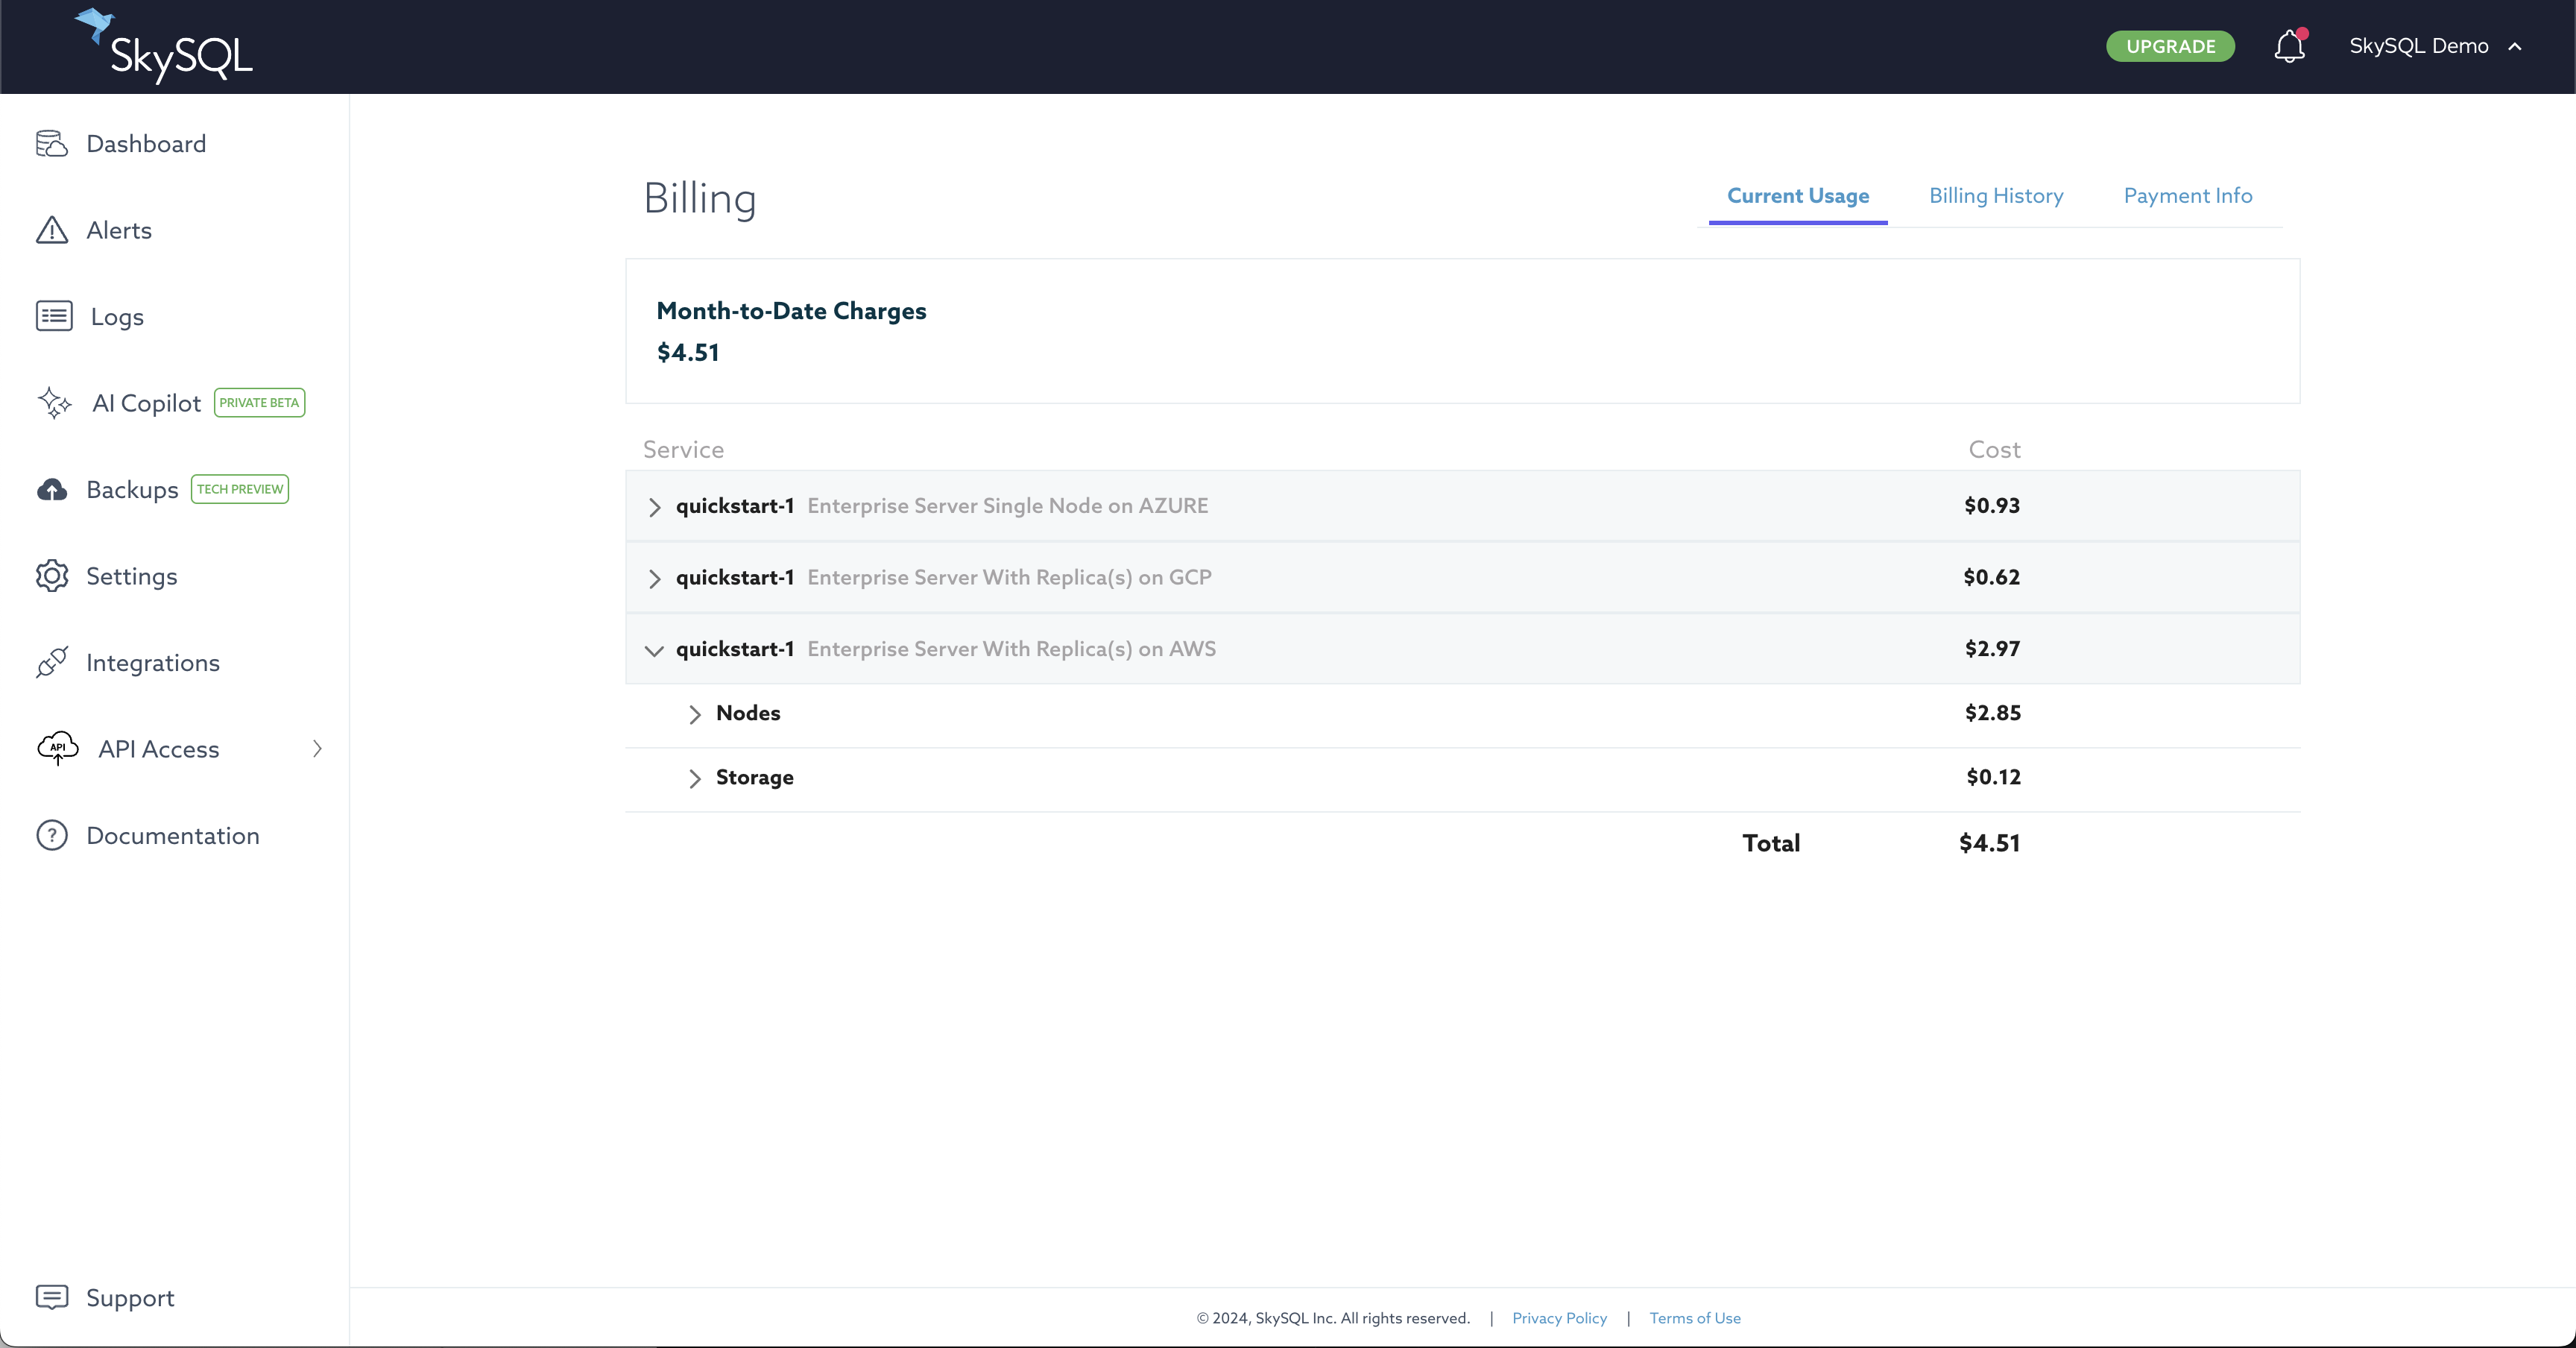 SkySQL
UPGRADE
SkySQL Demo
Dashboard
Alerts
Logs
AI Copilot PRIVATE BETA
Backups TECH PREVIEW
Settings
Integrations
API API Access
Documentation
Support
Billing
Current Usage Billing History Payment Info
Month-to-Date Charges
$4.51
Service Cost
quickstart-1 Enterprise Server Single Node on AZURE $0.93
quickstart-1 Enterprise Server With Replica(s) on GCP $0.62
quickstart-1 Enterprise Server With Replica(s) on AWS $2.97
Nodes $2.85
Storage $0.12
Total $4.51
© 2024, SkySQL Inc. All rights reserved. | Privacy Policy | Terms of Use